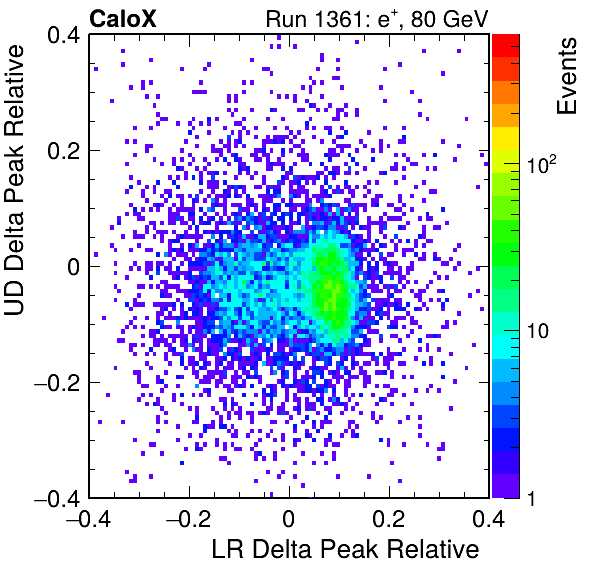 CaloX Run 1361: e⁺, 80 GeV
Events
UD Delta Peak Relative
0.4
0.2
0
−0.2
−0.4
−0.4 −0.2 0 0.2 0.4
LR Delta Peak Relative
10²
10
1